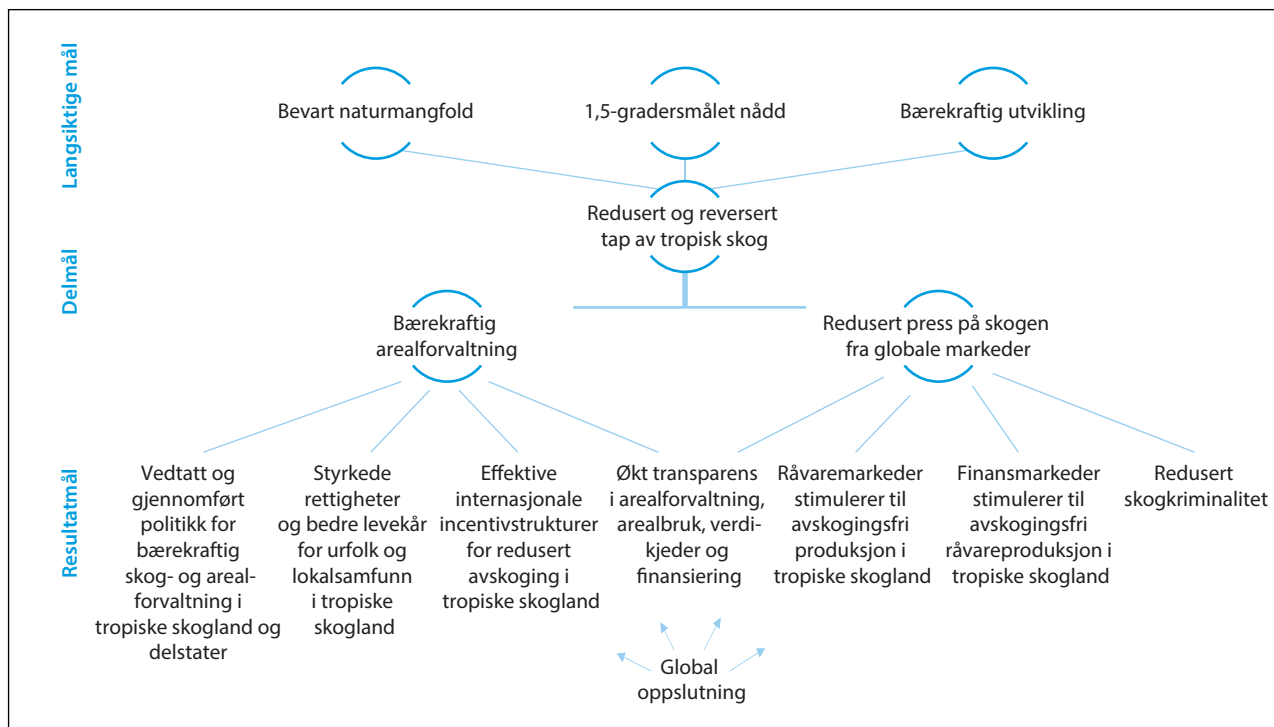 Langsiktige mål
Bevart naturmangfold
1,5-gradersmålet nådd
Bærekraftig utvikling
Redusert og reversert
tap av tropisk skog
Delmål
Bærekraftig
arealforvaltning
Redusert press på skogen
fra globale markeder
Resultatmål
Vedtatt og
gjennomført
politikk for
bærekraftig
skog- og areal-
forvaltning i
tropiske skogland og
delstater
Styrkede
rettigheter
og bedre levekår
for urfolk og
lokalsamfunn
i tropiske
skogland
Effektive
internasjonale
incentivstrukturer
for redusert
avskoging i
tropiske skogland
Økt transparens
i arealforvaltning,
arealbruk, verdi-
kjeder og
finansiering
Råvaremarkeder
stimulerer til
avskogingsfri
produksjon i
tropiske skogland
Finansmarkeder
stimulerer til
avskogingsfri
råvareproduksjon i
tropiske skogland
Redusert
skogkriminalitet
Global
oppslutning